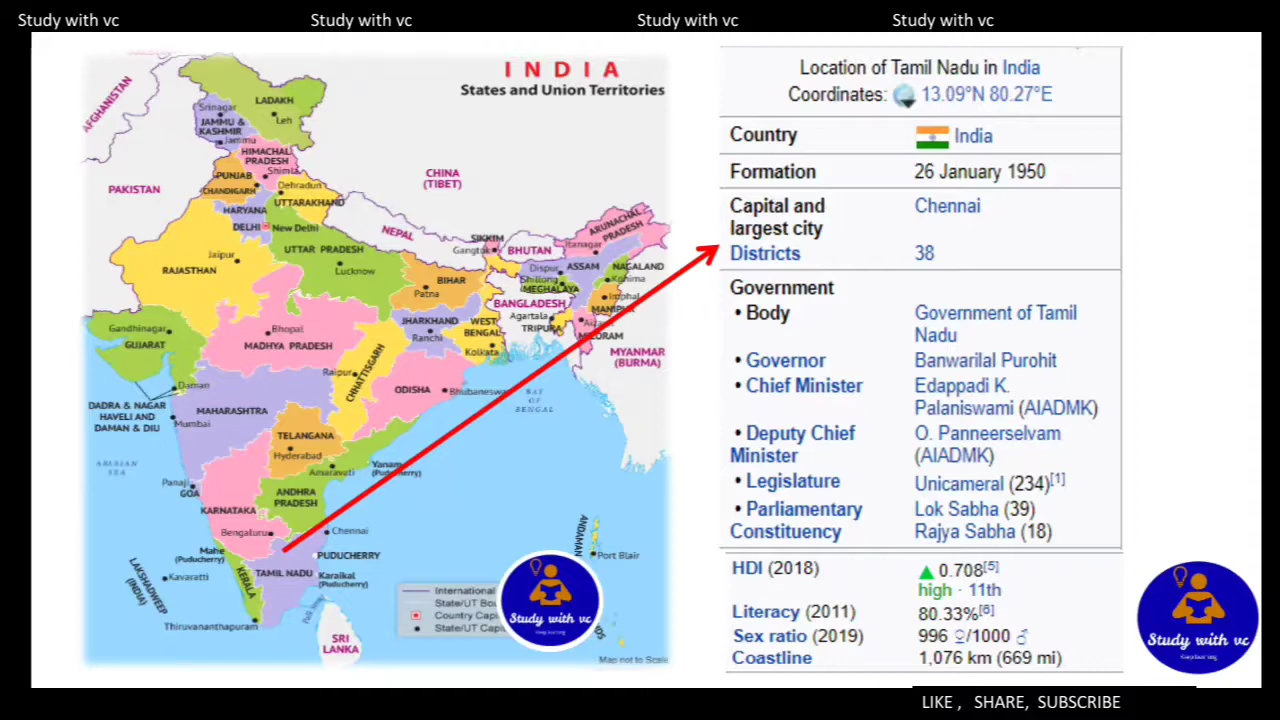 Study with vc
Study with vc
Study with vc
Study with vc
INDIA
States and Union Territories
AFGHANISTAN
PAKISTAN
CHINA
(TIBET)
NEPAL
BHUTAN
BANGLADESH
MYANMAR
(BURMA)
SRI
LANKA
LADAKH
Leh
Srinagar
JAMMU &
KASHMIR
Jammu
HIMACHAL
PRADESH
Shimla
PUNJAB
CHANDIGARH
Dehradun
UTTARAKHAND
HARYANA
DELHI
New Delhi
Jaipur
RAJASTHAN
UTTAR PRADESH
Lucknow
BIHAR
Patna
SIKKIM
Gangtok
ARUNACHAL
PRADESH
Itanagar
Dispur
ASSAM
NAGALAND
Kohima
Shillong
MEGHALAYA
Imphal
MANIPUR
Agartala
TRIPURA
MIZORAM
Gandhinagar
GUJARAT
Bhopal
MADHYA PRADESH
JHARKHAND
Ranchi
WEST
BENGAL
Kolkata
Raipur
CHHATTISGARH
Daman
DADRA & NAGAR
HAVELI AND
DAMAN & DIU
MAHARASHTRA
Mumbai
ODISHA
BAY
OF
BENGAL
TELANGANA
Hyderabad
ARABIAN
SEA
Amaravati
Yanam
(Puducherry)
Panaji
GOA
ANDHRA
PRADESH
KARNATAKA
Bengaluru
Chennai
Mahe
(Puducherry)
PUDUCHERRY
TAMIL NADU
Karaikal
(Puducherry)
KERALA
LAKSHADWEEP
(INDIA)
Kavaratti
Thiruvananthapuram
ANDAMAN
Port Blair
International
State/UT Bou
Country Capi
State/UT Capi
Map not to Scale
Study with vc
Location of Tamil Nadu in India
Coordinates: 13.09°N 80.27°E
Country India
Formation 26 January 1950
Capital and Chennai
largest city
Districts 38
Government
• Body Government of Tamil
Nadu
• Governor Banwarilal Purohit
• Chief Minister Edappadi K.
Palaniswami (AIADMK)
• Deputy Chief O. Panneerselvam
Minister (AIADMK)
• Legislature Unicameral (234)[1]
• Parliamentary Lok Sabha (39)
Constituency Rajya Sabha (18)
HDI (2018) ▲ 0.708[5]
high · 11th
Literacy (2011) 80.33%[6]
Sex ratio (2019) 996 ♀/1000 ♂
Coastline 1,076 km (669 mi)
Study with vc
LIKE , SHARE, SUBSCRIBE